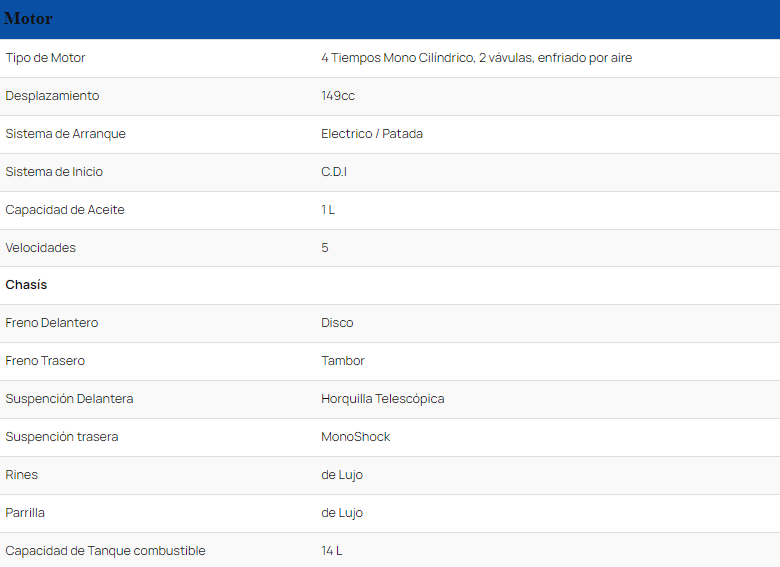 Motor
Tipo de Motor 4 Tiempos Mono Cilíndrico, 2 vávulas, enfriado por aire
Desplazamiento 149cc
Sistema de Arranque Electrico / Patada
Sistema de Inicio C.D.I
Capacidad de Aceite 1 L
Velocidades 5
Chasís
Freno Delantero Disco
Freno Trasero Tambor
Suspención Delantera Horquilla Telescópica
Suspención trasera MonoShock
Rines de Lujo
Parrilla de Lujo
Capacidad de Tanque combustible 14 L